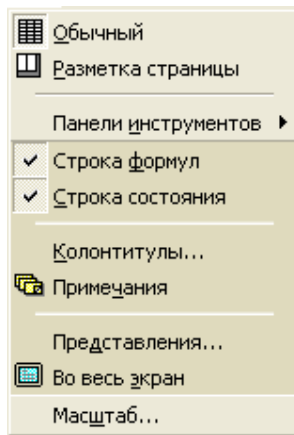 Обычный
Разметка страницы
Панели инструментов
Строка формул
Строка состояния
Колонтитулы...
Примечания
Представления...
Во весь экран
Масштаб...